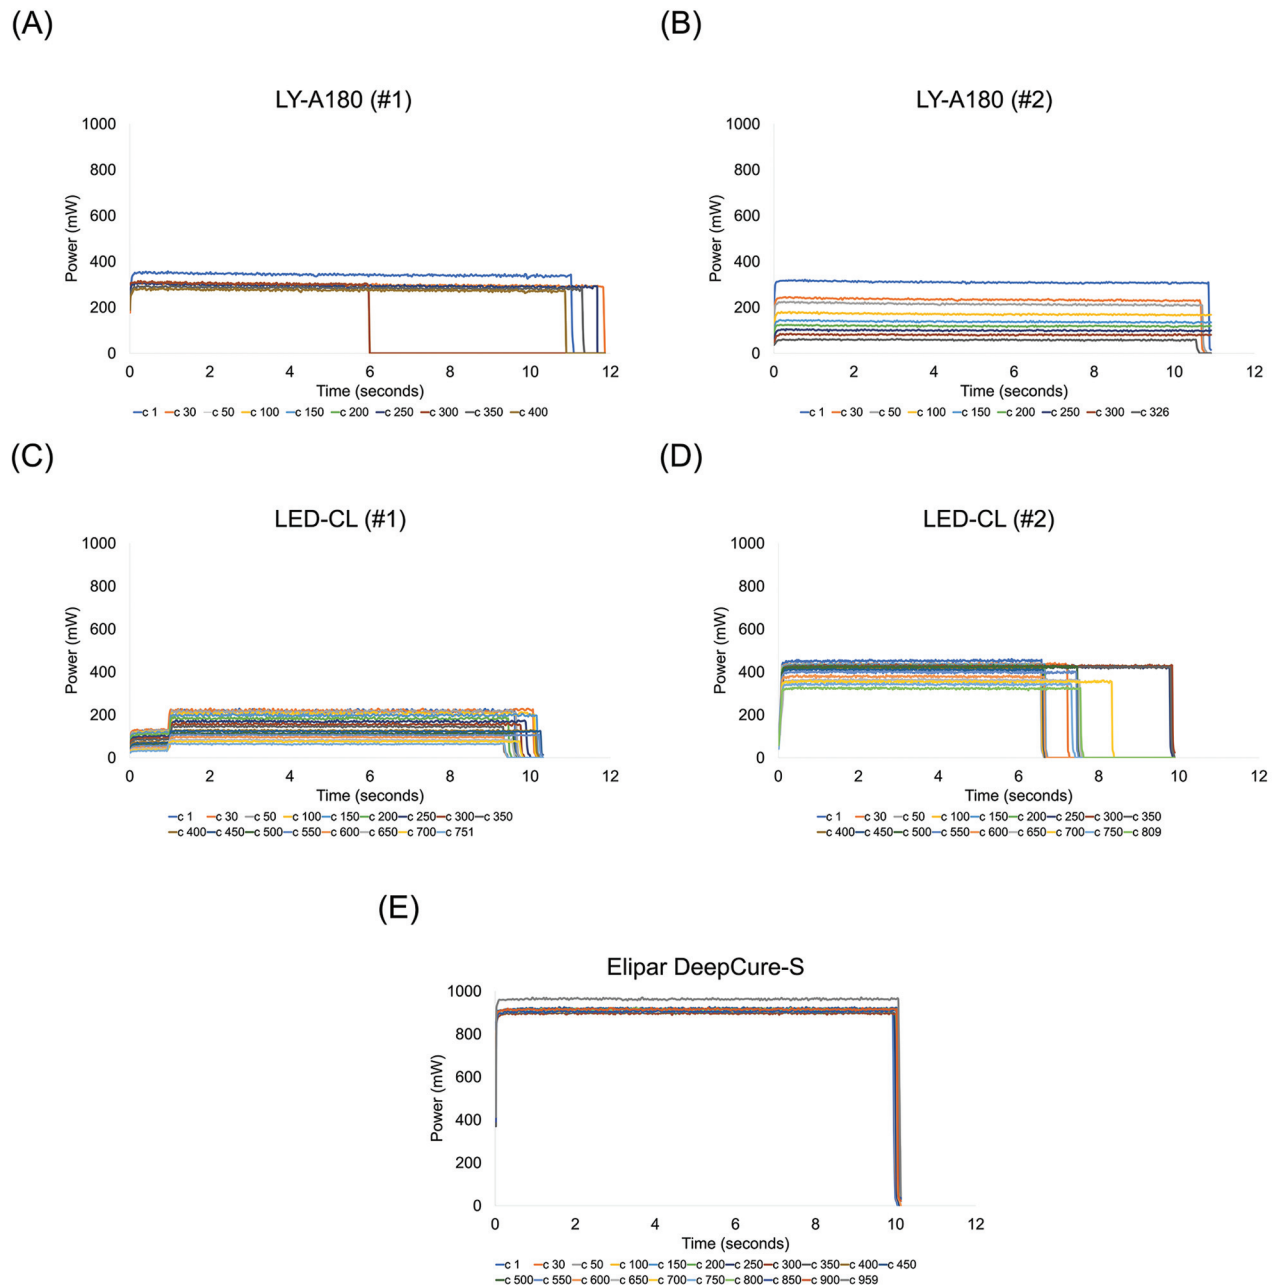 (A)
LY-A180 (#1)
1000
800
600
400
200
0
Power (mW)
0 2 4 6 8 10 12
Time (seconds)
c 1 c 30 c 50 c 100 c 150 c 200 c 250 c 300 c 350 c 400
(B)
LY-A180 (#2)
1000
800
600
400
200
0
Power (mW)
0 2 4 6 8 10 12
Time (seconds)
c 1 c 30 c 50 c 100 c 150 c 200 c 250 c 300 c 326
(C)
LED-CL (#1)
1000
800
600
400
200
0
Power (mW)
0 2 4 6 8 10 12
Time (seconds)
c 1 c 30 c 50 c 100 c 150 c 200 c 250 c 300 c 350
c 400 c 450 c 500 c 550 c 600 c 650 c 700 c 751
(D)
LED-CL (#2)
1000
800
600
400
200
0
Power (mW)
0 2 4 6 8 10 12
Time (seconds)
c 1 c 30 c 50 c 100 c 150 c 200 c 250 c 300 c 350
c 400 c 450 c 500 c 550 c 600 c 650 c 700 c 750 c 809
(E)
Elipar DeepCure-S
1000
800
600
400
200
0
Power (mW)
0 2 4 6 8 10 12
Time (seconds)
c 1 c 30 c 50 c 100 c 150 c 200 c 250 c 300 c 350 c 400 c 450
c 500 c 550 c 600 c 650 c 700 c 750 c 800 c 850 c 900 c 959